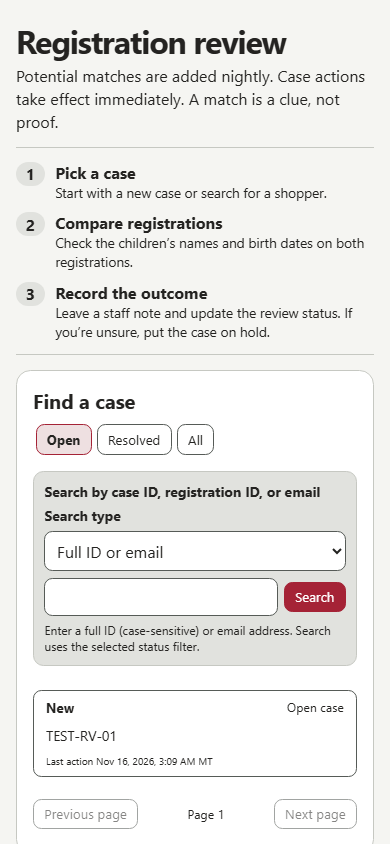 Registration review
Potential matches are added nightly. Case actions
take effect immediately. A match is a clue, not
proof.
1 Pick a case
Start with a new case or search for a shopper.
2 Compare registrations
Check the children's names and birth dates on both
registrations.
3 Record the outcome
Leave a staff note and update the review status. If
you're unsure, put the case on hold.
Find a case
Open Resolved All
Search by case ID, registration ID, or email
Search type
Full ID or email
Search
Enter a full ID (case-sensitive) or email address. Search
uses the selected status filter.
New Open case
TEST-RV-01
Last action Nov 16, 2026, 3:09 AM MT
Previous page Page 1 Next page